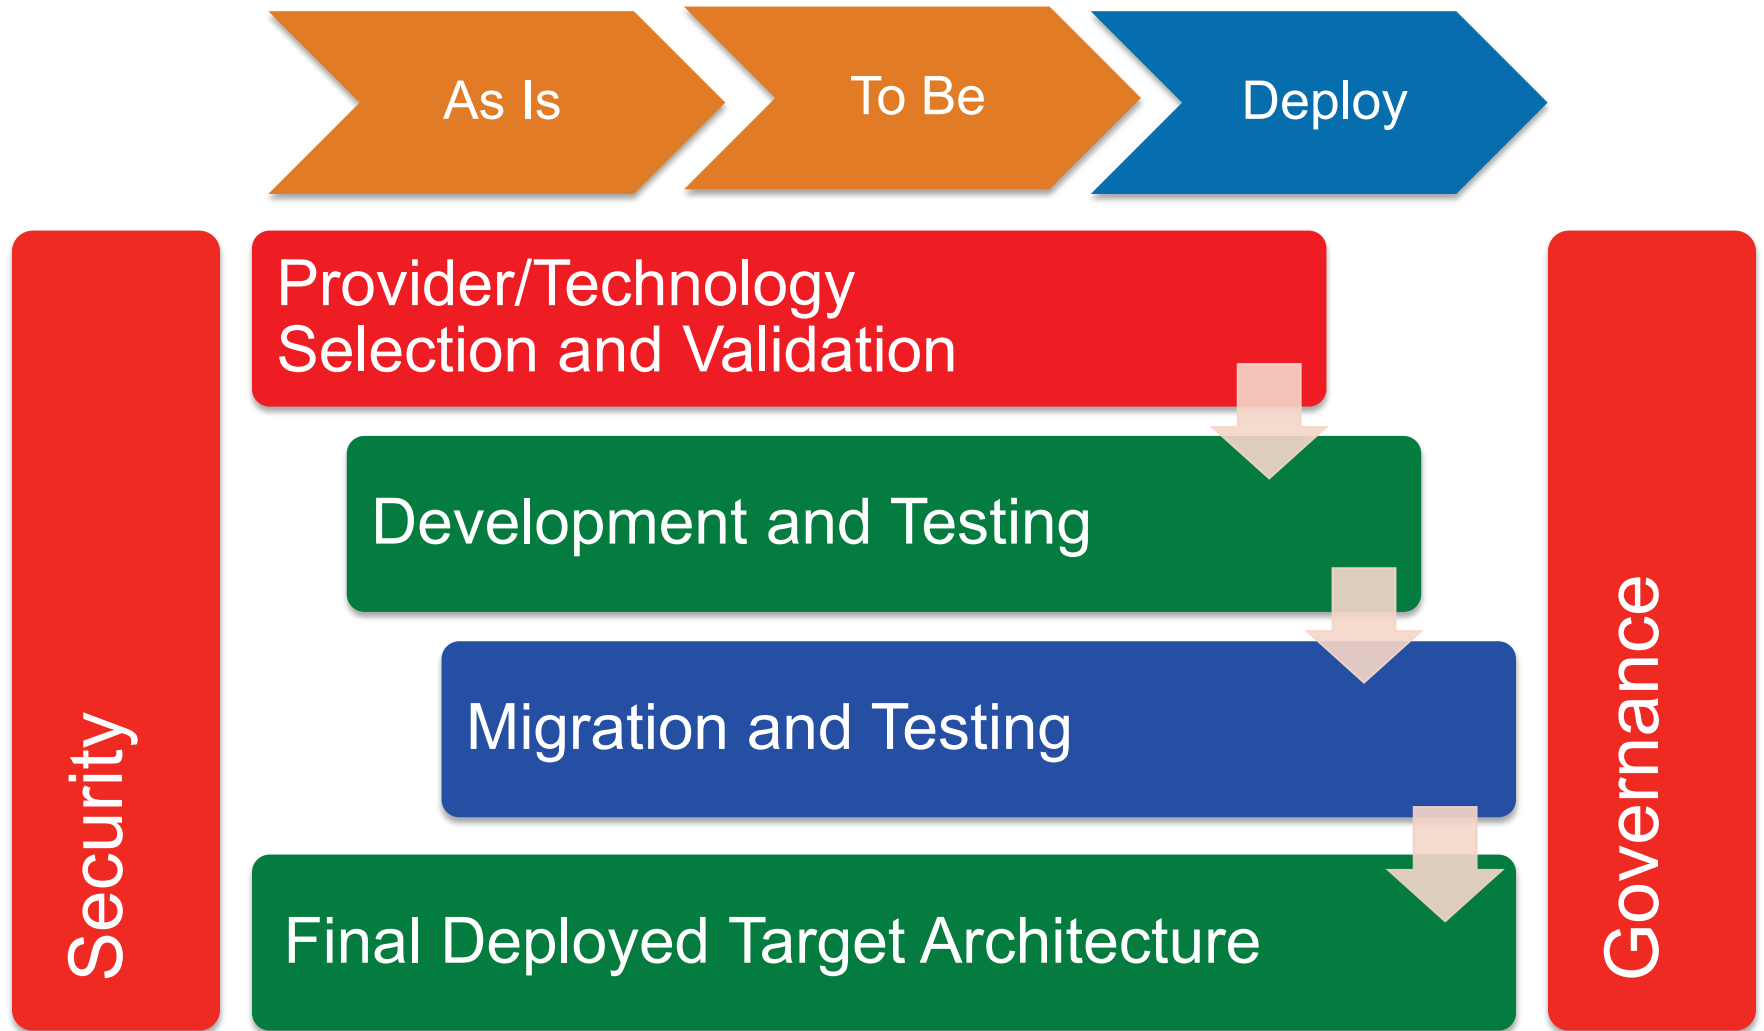 As Is
To Be
Deploy
Security
Provider/Technology
Selection and Validation
Development and Testing
Migration and Testing
Final Deployed Target Architecture
Governance